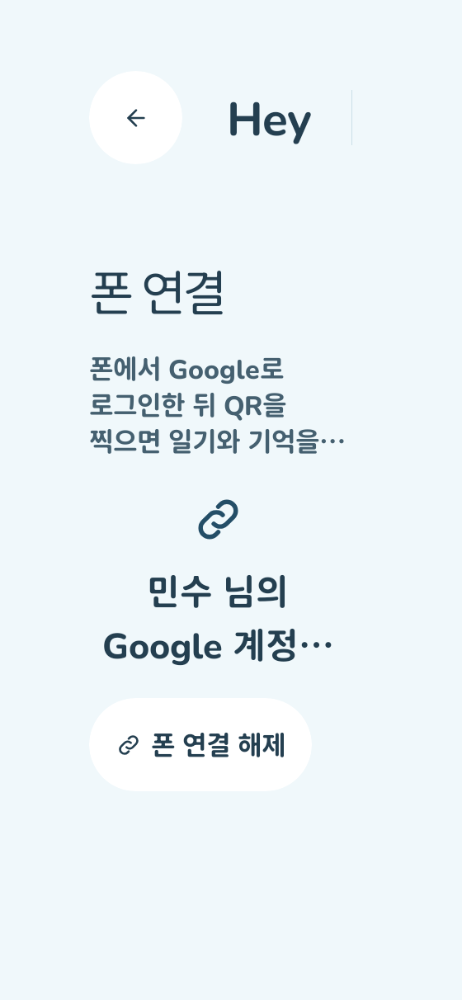 Hey
폰 연결
폰에서 Google로
로그인한 뒤 QR을
찍으면 일기와 기억을…
민수 님의
Google 계정…
폰 연결 해제